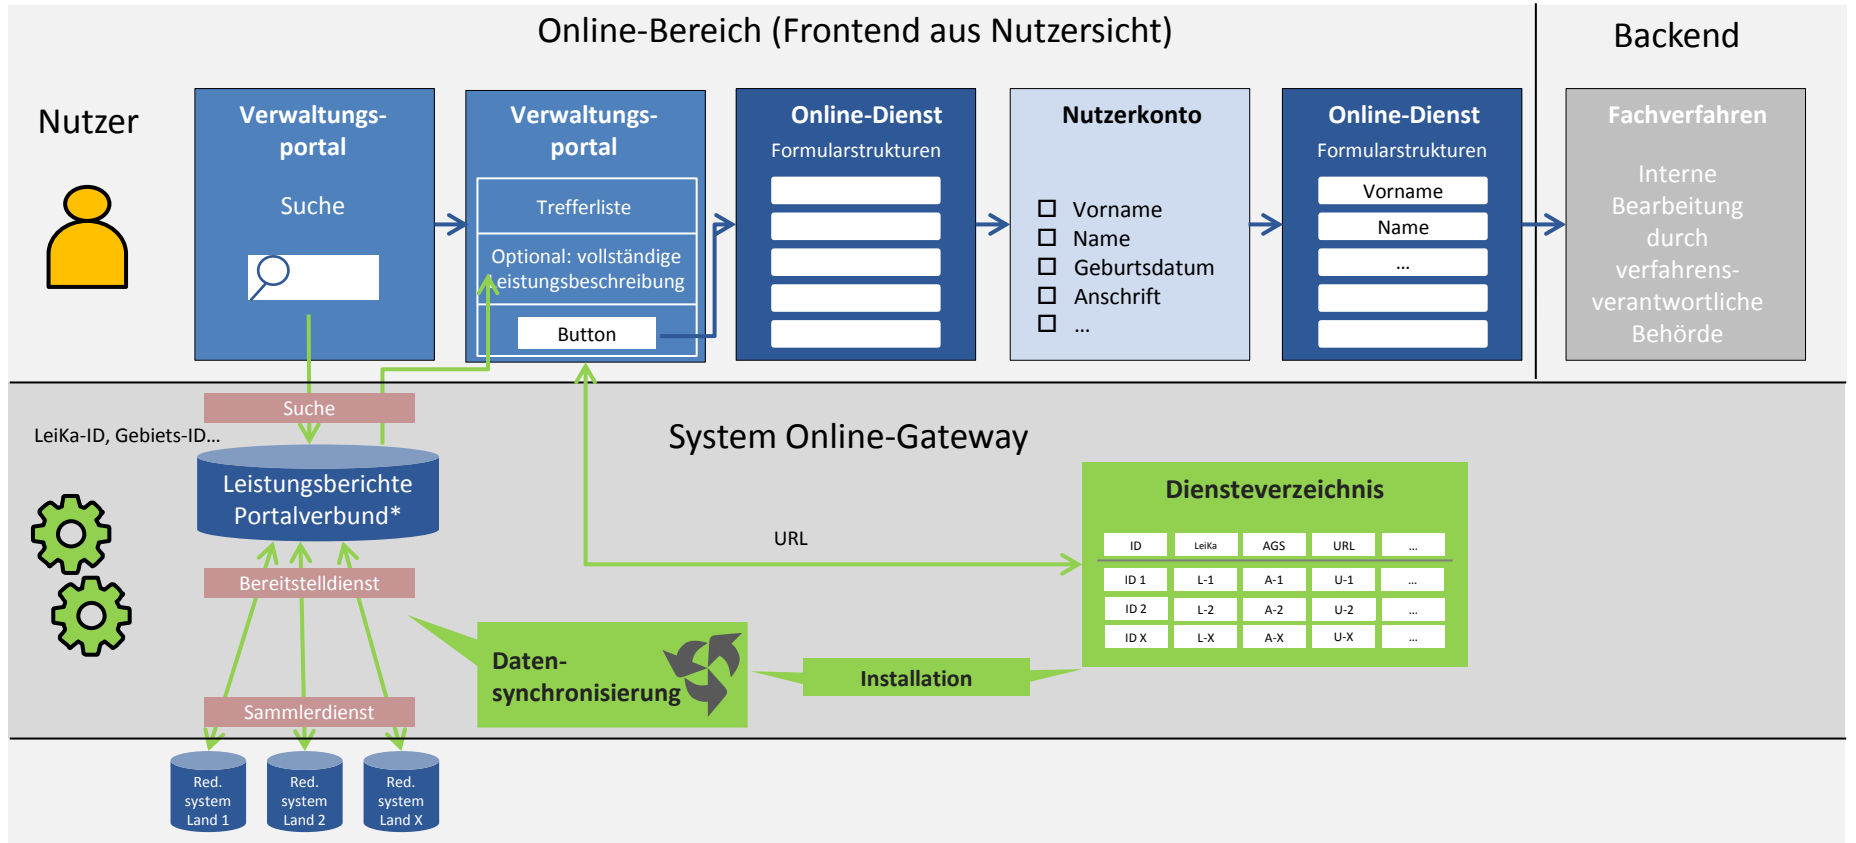 Online-Bereich (Frontend aus Nutzersicht)
Backend
Nutzer
Verwaltungs-
portal
Suche
Verwaltungs-
portal
Trefferliste
Optional: vollständige
Leistungsbeschreibung
Button
Online-Dienst
Formularstrukturen
Nutzerkonto
Vorname
Name
Geburtsdatum
Anschrift
...
Online-Dienst
Formularstrukturen
Vorname
Name
...
Fachverfahren
Interne
Bearbeitung
durch
verfahrens-
verantwortliche
Behörde
Suche
LeiKa-ID, Gebiets-ID...
System Online-Gateway
Leistungsberichte
Portalverbund*
Bereitstelldienst
Sammlerdienst
URL
Daten-
synchronisierung
Installation
Diensteverzeichnis
ID LeiKa AGS URL ...
ID 1 L-1 A-1 U-1 ...
ID 2 L-2 A-2 U-2 ...
ID X L-X A-X U-X ...
Red.
system
Land 1
Red.
system
Land 2
Red.
system
Land X